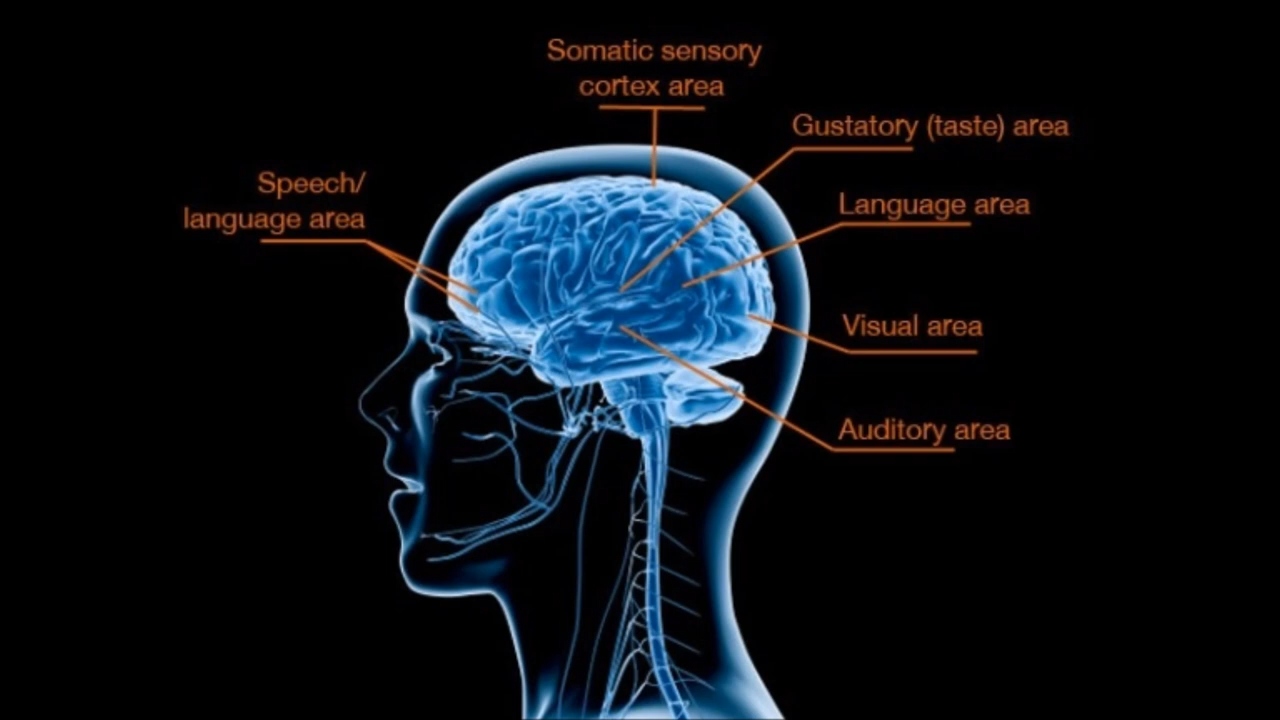 Somatic sensory
cortex area
Gustatory (taste) area
Speech/
language area
Language area
Visual area
Auditory area